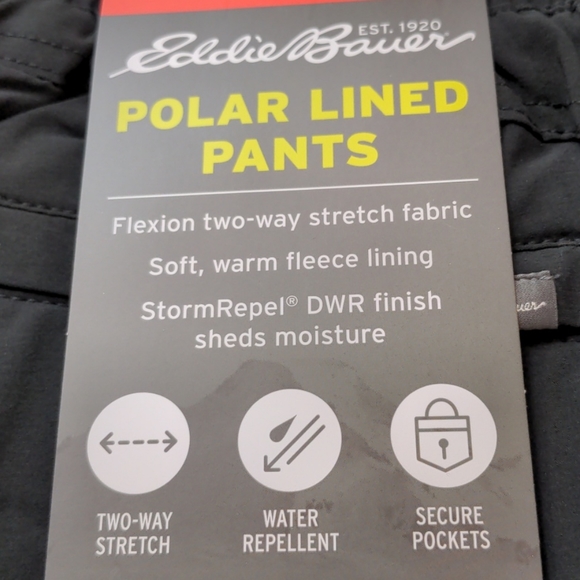 Eddie Bauer
EST. 1920
POLAR LINED
PANTS
Flexion two-way stretch fabric
Soft, warm fleece lining
StormRepel® DWR finish
sheds moisture
TWO-WAY
STRETCH
WATER
REPELLENT
SECURE
POCKETS